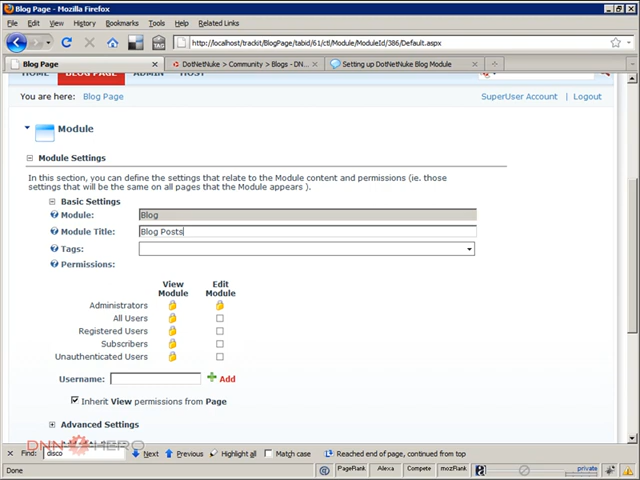 Blog Page - Mozilla Firefox
File Edit View History Bookmarks Tools Help Related Links
http://localhost/trackit/BlogPage/tabid/61/ctl/Module/ModuleId/386/Default.aspx
TAG
Blog Page
DotNetNuke > Community > Blogs - DN...
Setting up DotNetNuke Blog Module
HOME BLOG PAGE ADMIN HOST
You are here: Blog Page
SuperUser Account | Logout
Module
Module Settings
In this section, you can define the settings that relate to the Module content and permissions (ie. those
settings that will be the same on all pages that the Module appears ).
Basic Settings
Module: Blog
Module Title: Blog Posts
Tags:
Permissions:
View Module
Edit Module
Administrators
All Users
Registered Users
Subscribers
Unauthenticated Users
Username:
Add
Inherit View permissions from Page
Advanced Settings
DNN HERO
Find: disco Next Previous Highlight all Match case Reached end of page, continued from top
Done
PageRank Alexa Compete mozRank private